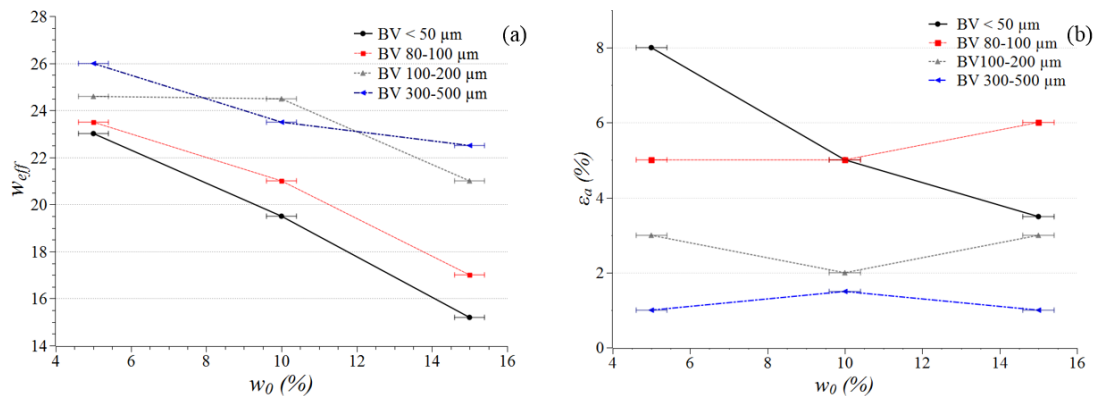 (a)
BV < 50 µm
BV 80-100 µm
BV 100-200 µm
BV 300-500 µm
28
26
24
22
20
18
16
14
w_eff
4
6
8
10
12
14
16
w_0 (%)
(b)
BV < 50 µm
BV 80-100 µm
BV100-200 µm
BV 300-500 µm
8
6
4
2
0
ε_a (%)
4
6
8
10
12
14
16
w_0 (%)